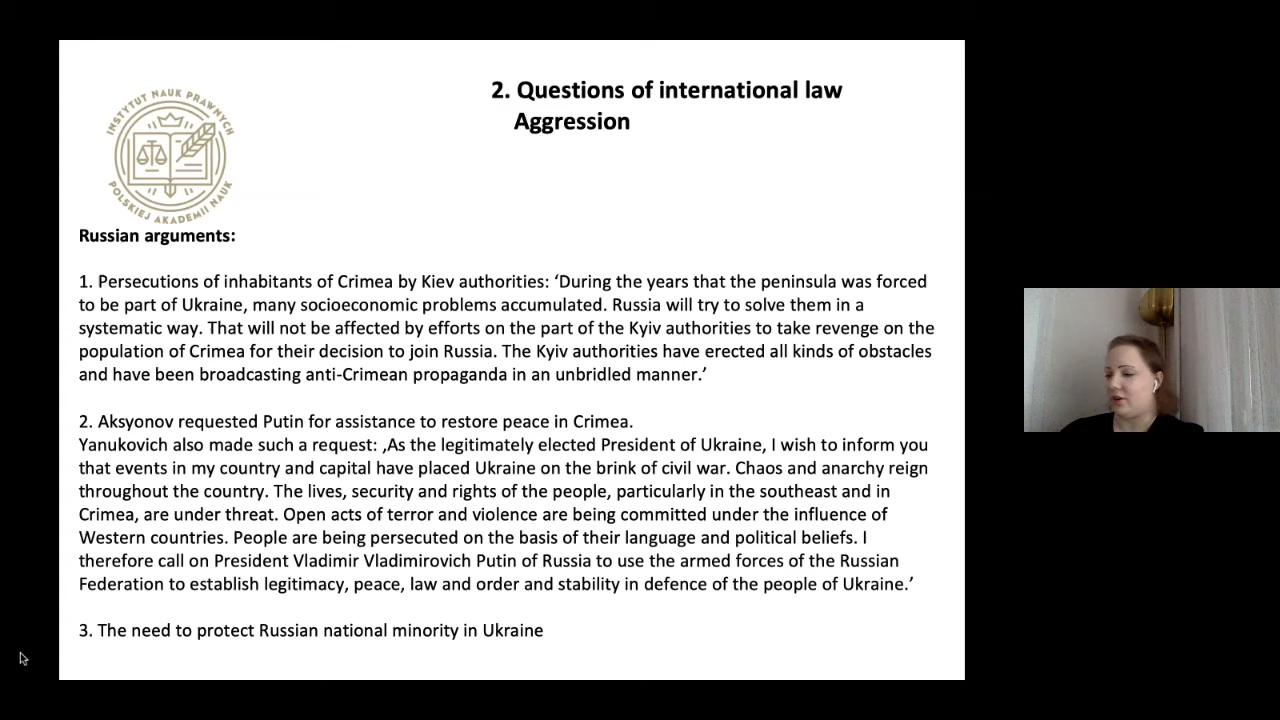 2. Questions of international law
Aggression
INSTYTUT NAUK PRAWNYCH
POLSKIEJ AKADEMII NAUK
Russian arguments:
1. Persecutions of inhabitants of Crimea by Kiev authorities: ‘During the years that the peninsula was forced
to be part of Ukraine, many socioeconomic problems accumulated. Russia will try to solve them in a
systematic way. That will not be affected by efforts on the part of the Kyiv authorities to take revenge on the
population of Crimea for their decision to join Russia. The Kyiv authorities have erected all kinds of obstacles
and have been broadcasting anti-Crimean propaganda in an unbridled manner.’
2. Aksyonov requested Putin for assistance to restore peace in Crimea.
Yanukovich also made such a request: ‚As the legitimately elected President of Ukraine, I wish to inform you
that events in my country and capital have placed Ukraine on the brink of civil war. Chaos and anarchy reign
throughout the country. The lives, security and rights of the people, particularly in the southeast and in
Crimea, are under threat. Open acts of terror and violence are being committed under the influence of
Western countries. People are being persecuted on the basis of their language and political beliefs. I
therefore call on President Vladimir Vladimirovich Putin of Russia to use the armed forces of the Russian
Federation to establish legitimacy, peace, law and order and stability in defence of the people of Ukraine.’
3. The need to protect Russian national minority in Ukraine